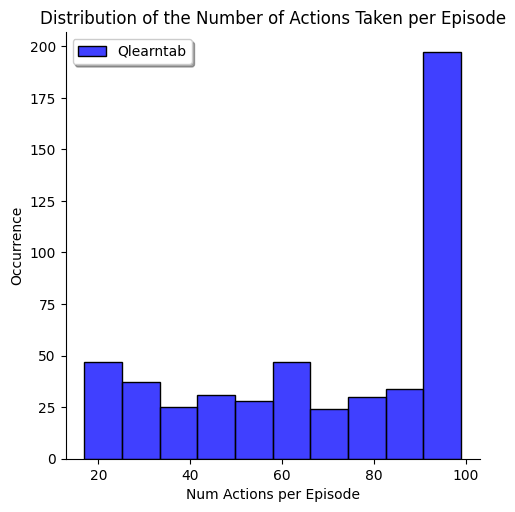 Distribution of the Number of Actions Taken per Episode
Qlearntab
200
175
150
125
100
75
50
25
0
Occurrence
20 40 60 80 100
Num Actions per Episode